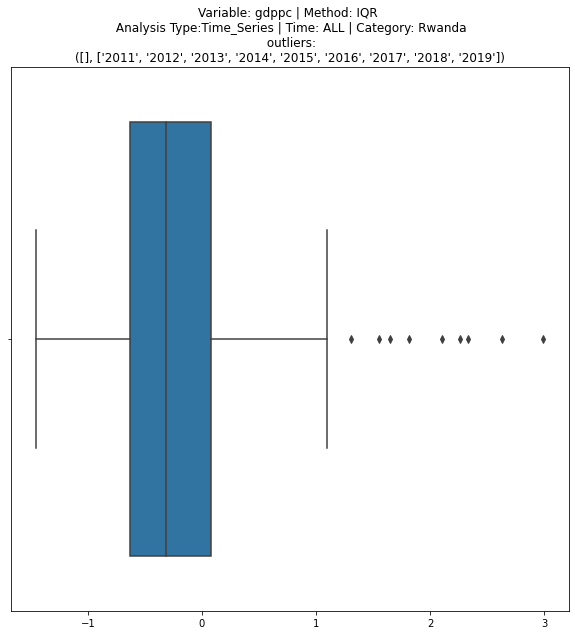 Variable: gdppc | Method: IQR
Analysis Type:Time_Series | Time: ALL | Category: Rwanda
outliers:
([], ['2011', '2012', '2013', '2014', '2015', '2016', '2017', '2018', '2019'])
−1 0 1 2 3